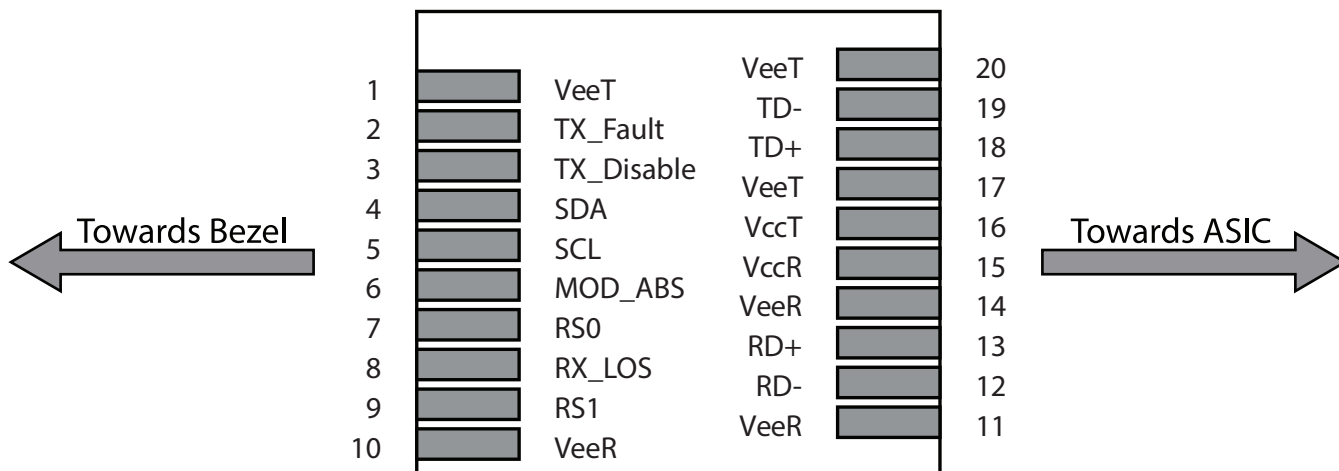 1 VeeT
2 TX_Fault
3 TX_Disable
4 SDA
5 SCL
6 MOD_ABS
7 RS0
8 RX_LOS
9 RS1
10 VeeR
VeeT 20
TD- 19
TD+ 18
VeeT 17
VccT 16
VccR 15
VeeR 14
RD+ 13
RD- 12
VeeR 11
Towards Bezel
Towards ASIC